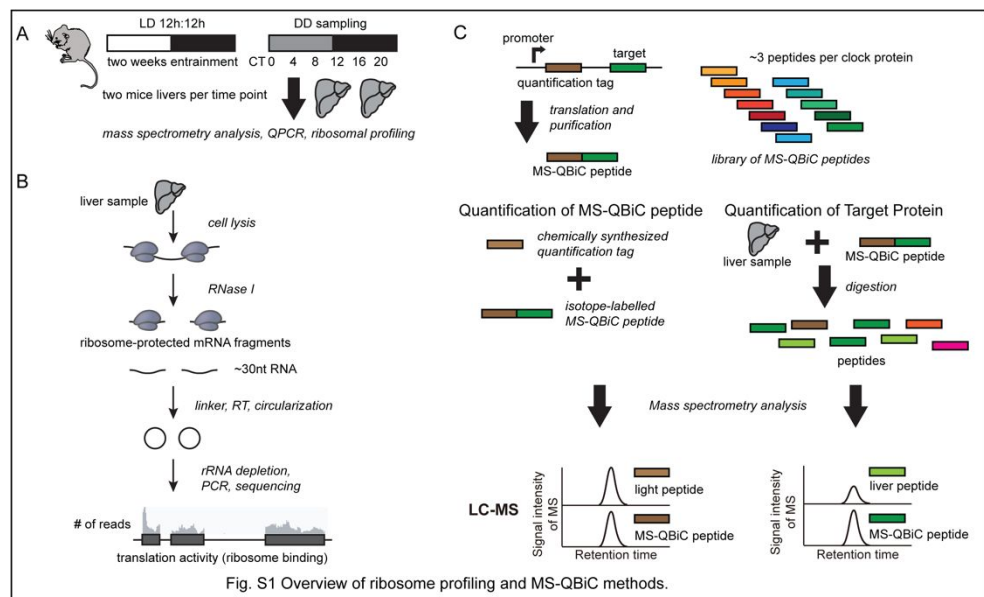 A
LD 12h:12h
two weeks entrainment
DD sampling
CT 0 4 8 12 16 20
two mice livers per time point
mass spectrometry analysis, QPCR, ribosomal profiling
B
liver sample
cell lysis
RNase I
ribosome-protected mRNA fragments
~30nt RNA
linker, RT, circularization
rRNA depletion,
PCR, sequencing
# of reads
translation activity (ribosome binding)
C
promoter
target
quantification tag
translation and
purification
MS-QBiC peptide
~3 peptides per clock protein
library of MS-QBiC peptides
Quantification of MS-QBiC peptide
chemically synthesized
quantification tag
isotope-labelled
MS-QBiC peptide
Quantification of Target Protein
liver sample
MS-QBiC peptide
digestion
peptides
Mass spectrometry analysis
LC-MS
Signal intensity
of MS
light peptide
MS-QBiC peptide
Retention time
Signal intensity
of MS
liver peptide
MS-QBiC peptide
Retention time
Fig. S1 Overview of ribosome profiling and MS-QBiC methods.